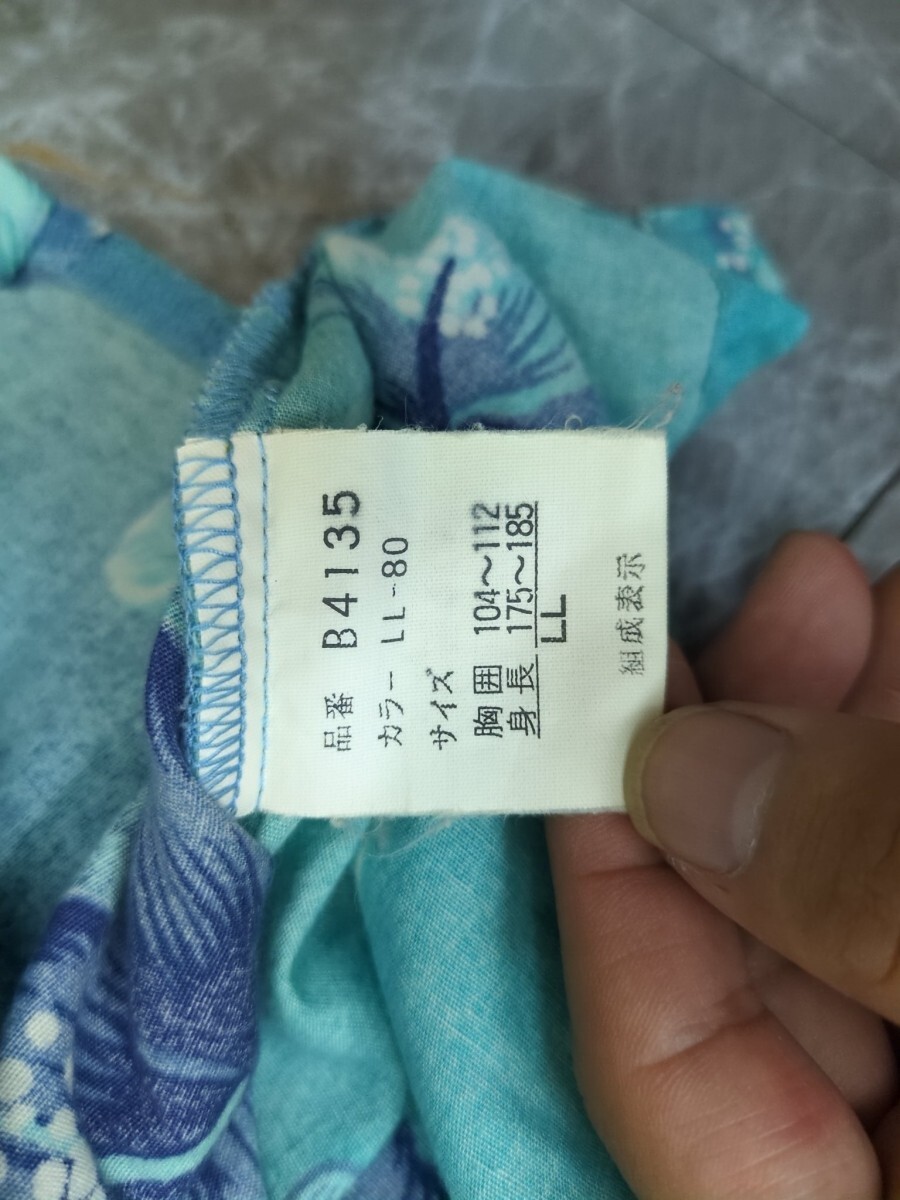 品番 B4135
カラー LL-80
サイズ
胸囲 104〜112
身長 175〜185
LL
組成表示